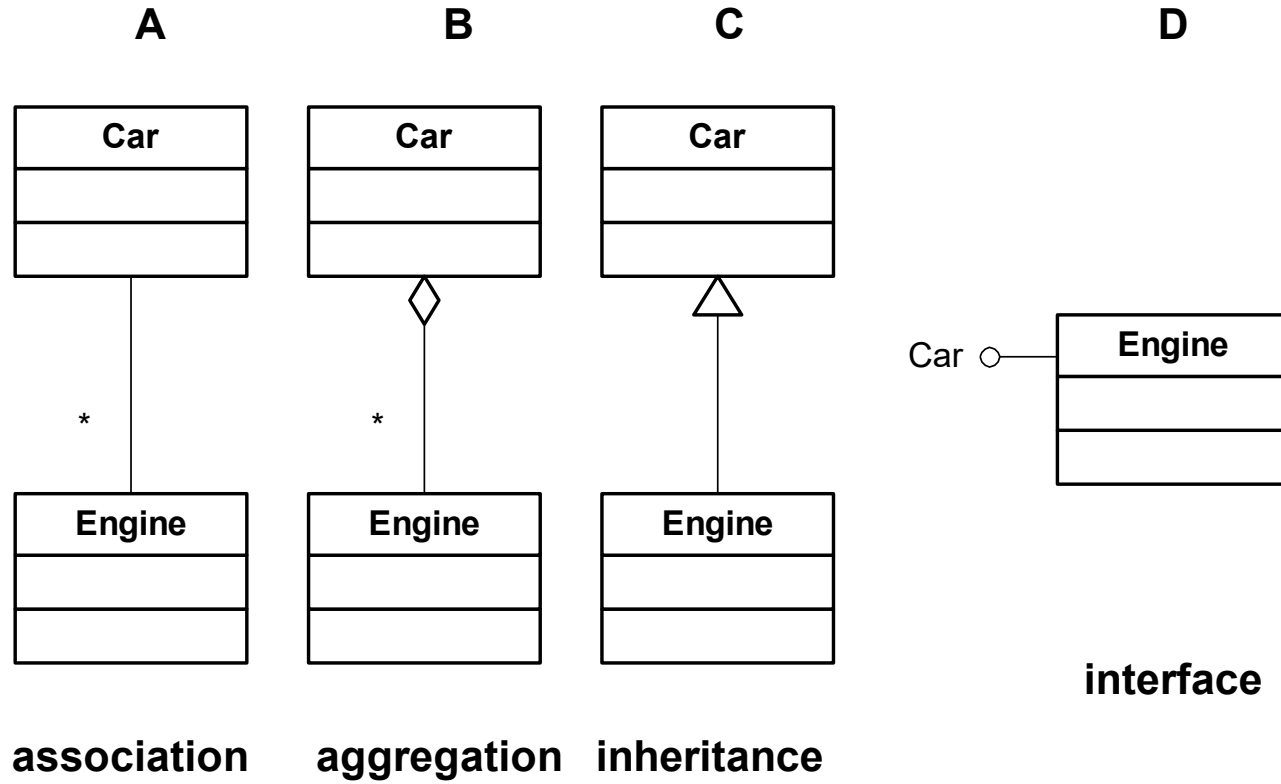 A B C D
Car Car Car
Car Engine
* *
Engine Engine Engine
interface
association aggregation inheritance